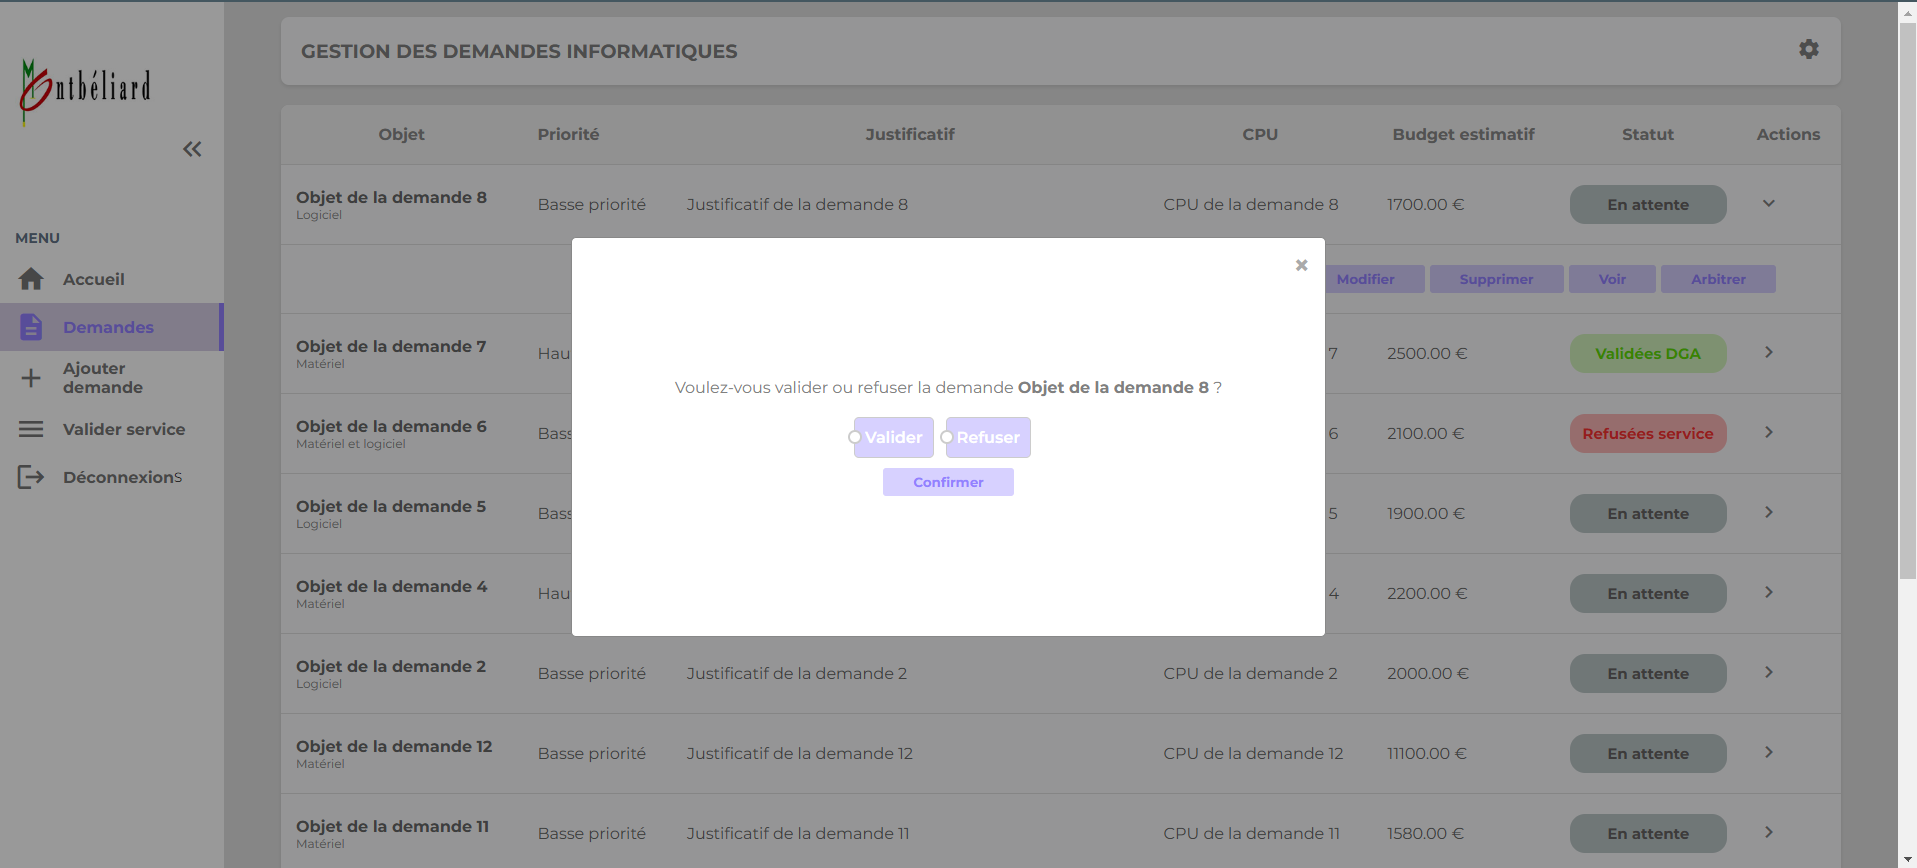 Montbéliard
MENU
Accueil
Demandes
Ajouter
demande
Valider service
Déconnexions
GESTION DES DEMANDES INFORMATIQUES
Objet Priorité Justificatif CPU Budget estimatif Statut Actions
Objet de la demande 8 Basse priorité Justificatif de la demande 8 CPU de la demande 8 1700.00 € En attente
Logiciel
Modifier Supprimer Voir Arbitrer
Objet de la demande 7 Hau 7 2500.00 € Validées DGA
Matériel
Objet de la demande 6 Bass 6 2100.00 € Refusées service
Matériel et logiciel
Objet de la demande 5 Bass 5 1900.00 € En attente
Logiciel
Objet de la demande 4 Hau 4 2200.00 € En attente
Matériel
Objet de la demande 2 Basse priorité Justificatif de la demande 2 CPU de la demande 2 2000.00 € En attente
Logiciel
Objet de la demande 12 Basse priorité Justificatif de la demande 12 CPU de la demande 12 11100.00 € En attente
Matériel
Objet de la demande 11 Basse priorité Justificatif de la demande 11 CPU de la demande 11 1580.00 € En attente
Matériel
Voulez-vous valider ou refuser la demande Objet de la demande 8 ?
Valider Refuser
Confirmer